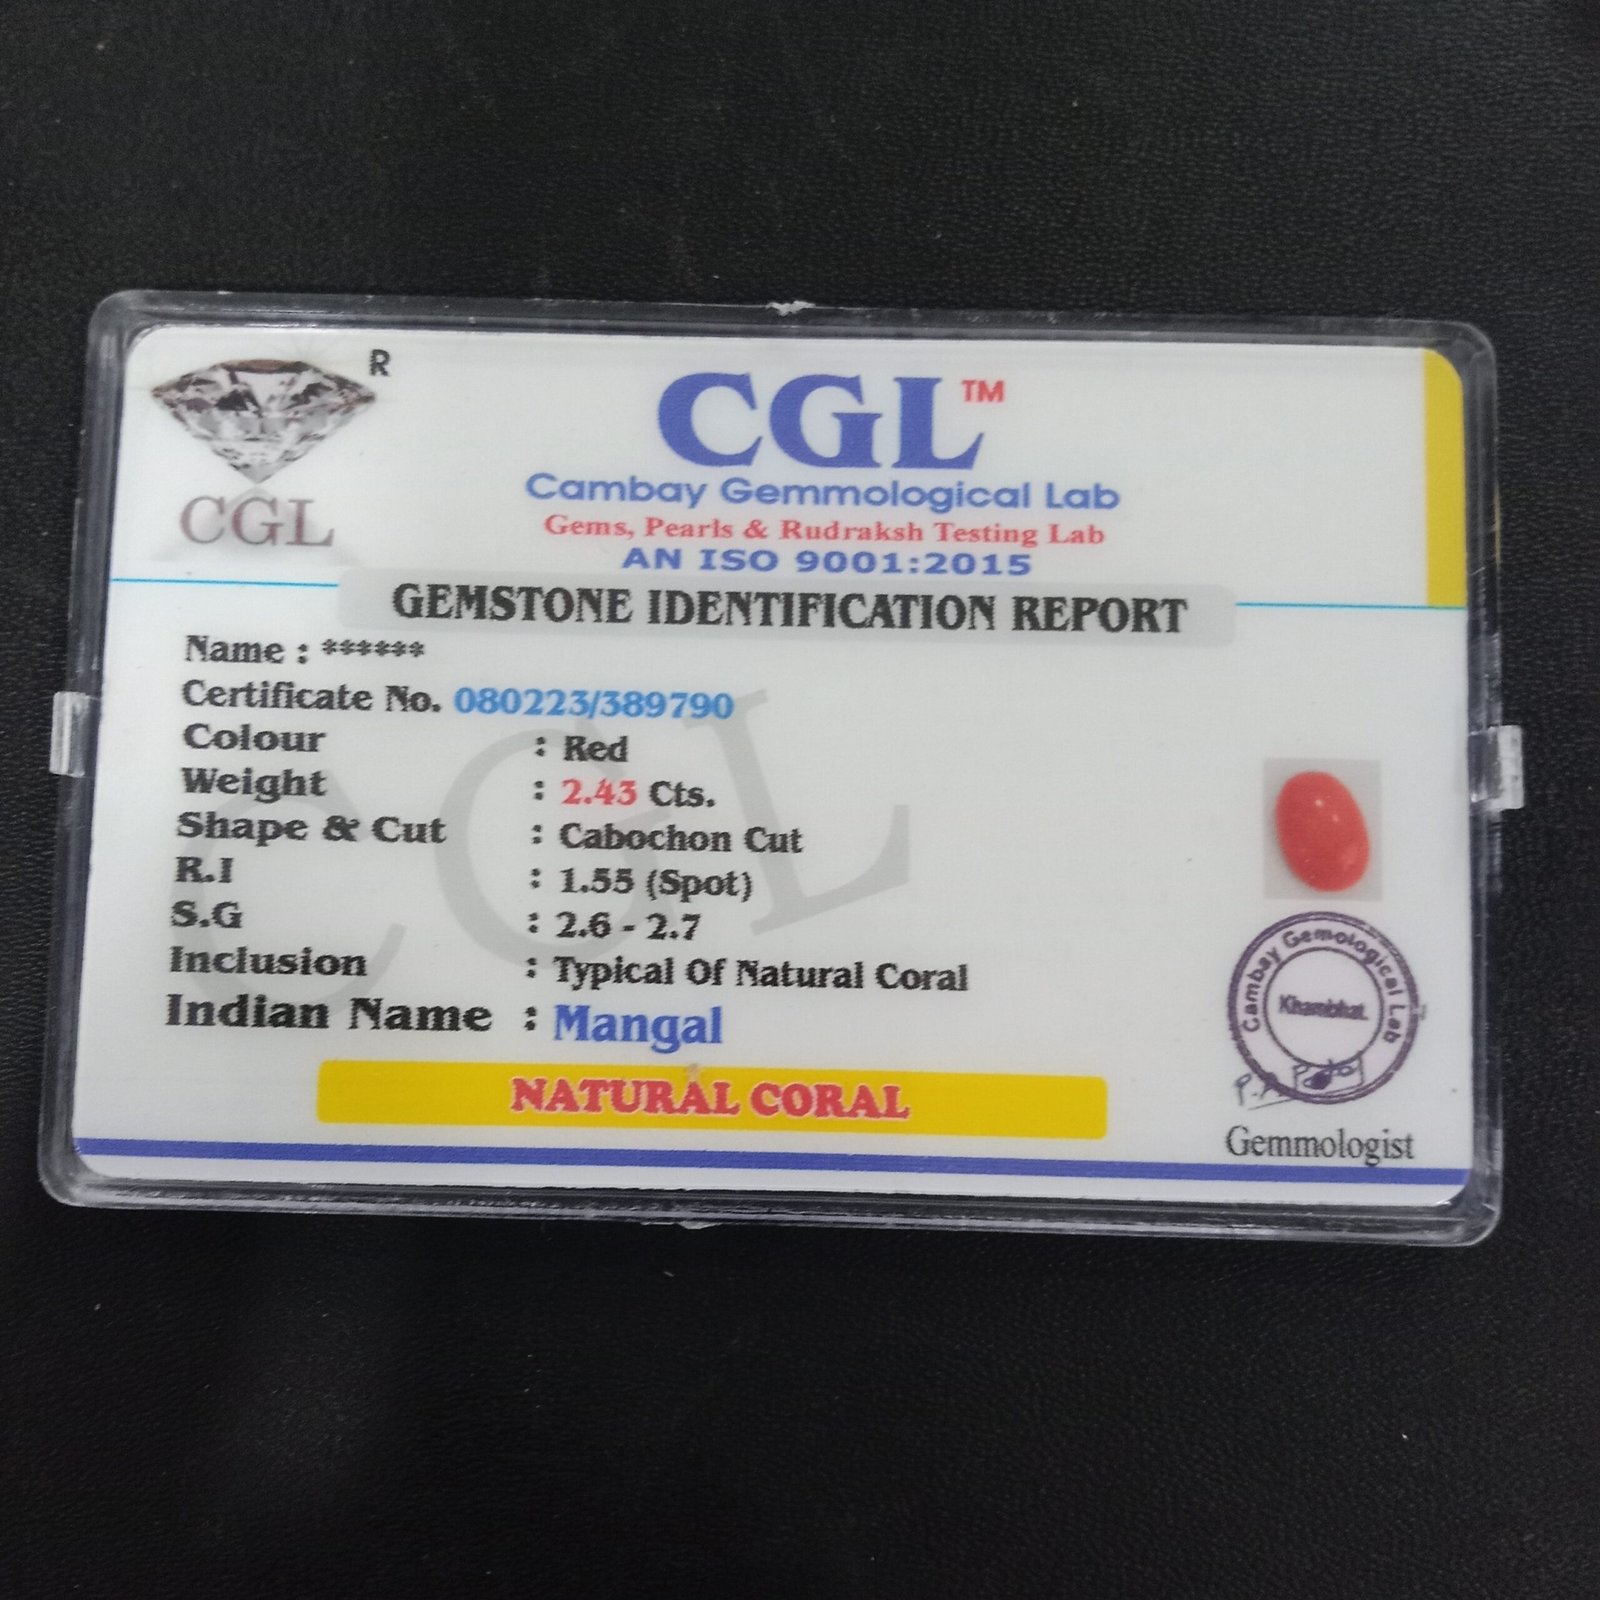 R
CGL
CGL™
Cambay Gemmological Lab
Gems, Pearls & Rudraksh Testing Lab
AN ISO 9001:2015
GEMSTONE IDENTIFICATION REPORT
Name : ******
Certificate No. 080223/389790
Colour : Red
Weight : 2.43 Cts.
Shape & Cut : Cabochon Cut
R.I : 1.55 (Spot)
S.G : 2.6 - 2.7
Inclusion : Typical Of Natural Coral
Indian Name : Mangal
NATURAL CORAL
CGL
Cambay Gemological Lab
Khambhat.
Gemmologist